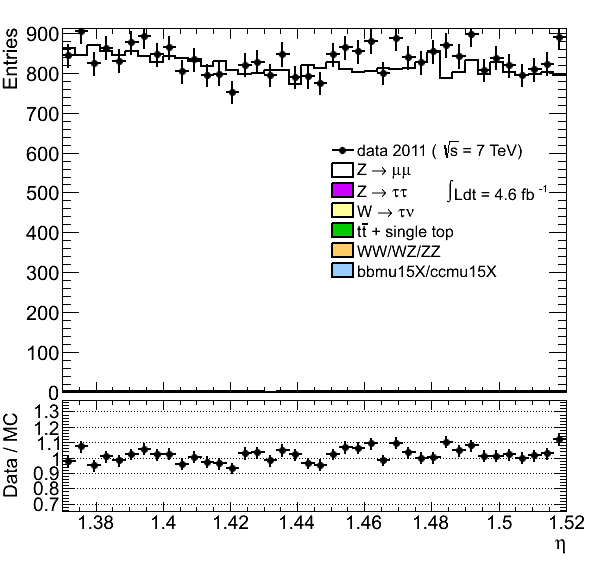 Entries
900
800
700
600
500
400
300
200
100
0
data 2011 ( √s = 7 TeV)
Z → μμ
Z → ττ
∫Ldt = 4.6 fb⁻¹
W → τν
tt̄ + single top
WW/WZ/ZZ
bbmu15X/ccmu15X
Data / MC
1.3
1.2
1.1
1
0.9
0.8
0.7
1.38 1.4 1.42 1.44 1.46 1.48 1.5 1.52
η